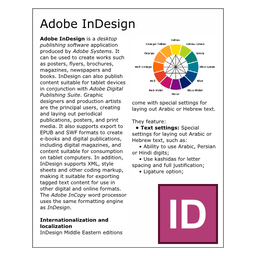 Adobe InDesign
Adobe InDesign is a desktop
publishing software application
produced by Adobe Systems. It
can be used to create works such
as posters, flyers, brochures,
magazines, newspapers and
books. InDesign can also publish
content suitable for tablet devices
in conjunction with Adobe Digital
Publishing Suite. Graphic
designers and production artists
are the principal users, creating
and laying out periodical
publications, posters, and print
media. It also supports export to
EPUB and SWF formats to create
e-books and digital publications,
including digital magazines, and
content suitable for consumption
on tablet computers. In addition,
InDesign supports XML, style
sheets and other coding markup,
making it suitable for exporting
tagged text content for use in
other digital and online formats.
The Adobe InCopy word processor
uses the same formatting engine
as InDesign.
Internationalization and
localization
InDesign Middle Eastern editions
come with special settings for
laying out Arabic or Hebrew text.
They feature:
• Text settings: Special
settings for laying out Arabic or
Hebrew text, such as:
• Ability to use Arabic, Persian
or Hindi digits;
• Use kashidas for letter
spacing and full justification;
• Ligature option;
ID